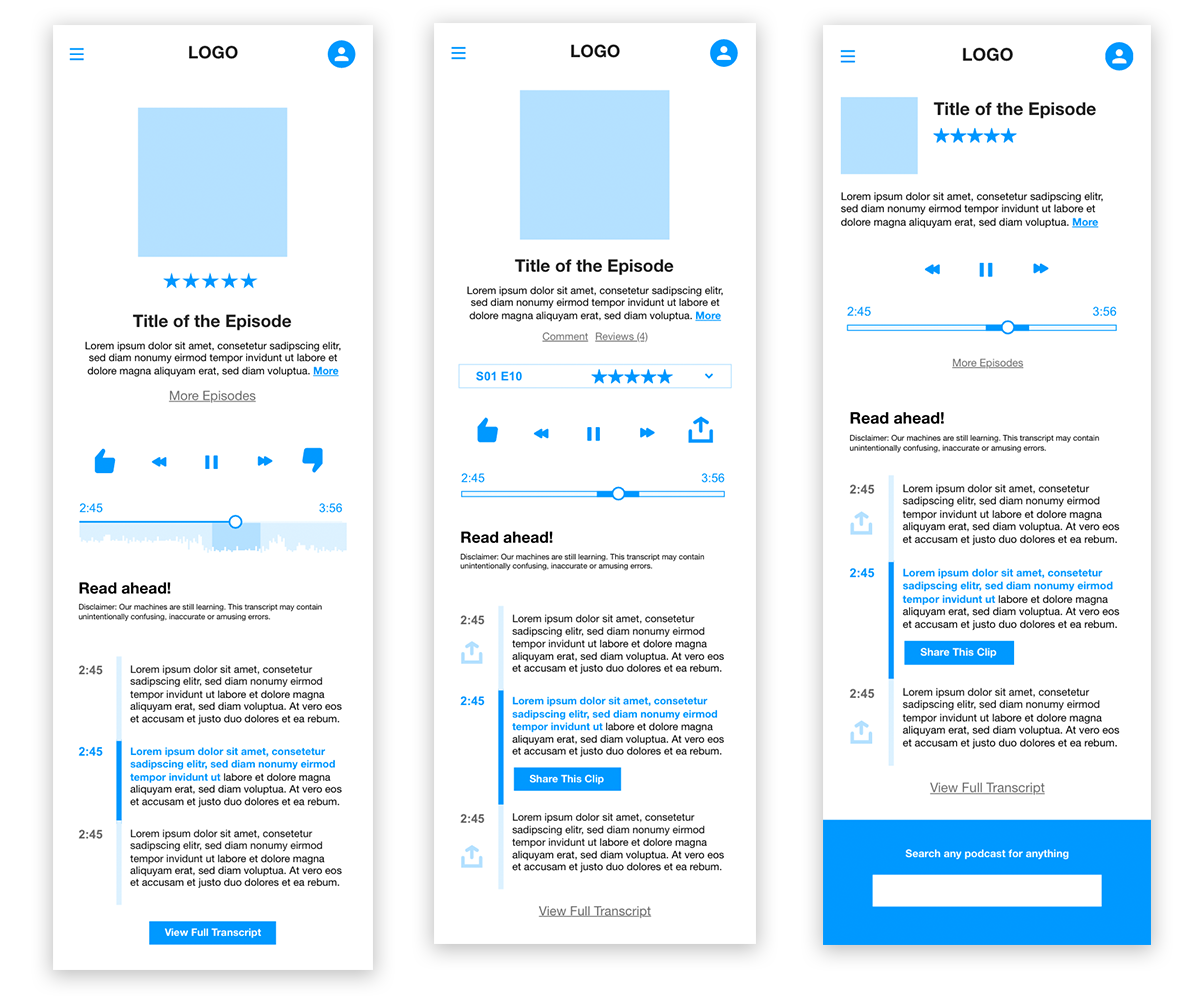 LOGO
Title of the Episode
Lorem ipsum dolor sit amet, consetetur sadipscing elitr,
sed diam nonumy eirmod tempor invidunt ut labore et
dolore magna aliquyam erat, sed diam voluptua. More
More Episodes
2:45 3:56
Read ahead!
Disclaimer: Our machines are still learning. This transcript may contain
unintentionally confusing, inaccurate or amusing errors.
2:45
Lorem ipsum dolor sit amet, consetetur
sadipscing elitr, sed diam nonumy eirmod
tempor invidunt ut labore et dolore magna
aliquyam erat, sed diam voluptua. At vero eos
et accusam et justo duo dolores et ea rebum.
2:45
Lorem ipsum dolor sit amet, consetetur
sadipscing elitr, sed diam nonumy eirmod
tempor invidunt ut labore et dolore magna
aliquyam erat, sed diam voluptua. At vero eos
et accusam et justo duo dolores et ea rebum.
2:45
Lorem ipsum dolor sit amet, consetetur
sadipscing elitr, sed diam nonumy eirmod
tempor invidunt ut labore et dolore magna
aliquyam erat, sed diam voluptua. At vero eos
et accusam et justo duo dolores et ea rebum.
View Full Transcript
LOGO
Title of the Episode
Lorem ipsum dolor sit amet, consetetur sadipscing elitr,
sed diam nonumy eirmod tempor invidunt ut labore et
dolore magna aliquyam erat, sed diam voluptua. More
Comment Reviews (4)
S01 E10
2:45 3:56
Read ahead!
Disclaimer: Our machines are still learning. This transcript may contain
unintentionally confusing, inaccurate or amusing errors.
2:45
Lorem ipsum dolor sit amet, consetetur
sadipscing elitr, sed diam nonumy eirmod
tempor invidunt ut labore et dolore magna
aliquyam erat, sed diam voluptua. At vero eos
et accusam et justo duo dolores et ea rebum.
2:45
Lorem ipsum dolor sit amet, consetetur
sadipscing elitr, sed diam nonumy eirmod
tempor invidunt ut labore et dolore magna
aliquyam erat, sed diam voluptua. At vero eos
et accusam et justo duo dolores et ea rebum.
Share This Clip
2:45
Lorem ipsum dolor sit amet, consetetur
sadipscing elitr, sed diam nonumy eirmod
tempor invidunt ut labore et dolore magna
aliquyam erat, sed diam voluptua. At vero eos
et accusam et justo duo dolores et ea rebum.
View Full Transcript
LOGO
Title of the Episode
Lorem ipsum dolor sit amet, consetetur sadipscing elitr,
sed diam nonumy eirmod tempor invidunt ut labore et
dolore magna aliquyam erat, sed diam voluptua. More
2:45 3:56
More Episodes
Read ahead!
Disclaimer: Our machines are still learning. This transcript may contain
unintentionally confusing, inaccurate or amusing errors.
2:45
Lorem ipsum dolor sit amet, consetetur
sadipscing elitr, sed diam nonumy eirmod
tempor invidunt ut labore et dolore magna
aliquyam erat, sed diam voluptua. At vero eos
et accusam et justo duo dolores et ea rebum.
2:45
Lorem ipsum dolor sit amet, consetetur
sadipscing elitr, sed diam nonumy eirmod
tempor invidunt ut labore et dolore magna
aliquyam erat, sed diam voluptua. At vero eos
et accusam et justo duo dolores et ea rebum.
Share This Clip
2:45
Lorem ipsum dolor sit amet, consetetur
sadipscing elitr, sed diam nonumy eirmod
tempor invidunt ut labore et dolore magna
aliquyam erat, sed diam voluptua. At vero eos
et accusam et justo duo dolores et ea rebum.
View Full Transcript
Search any podcast for anything